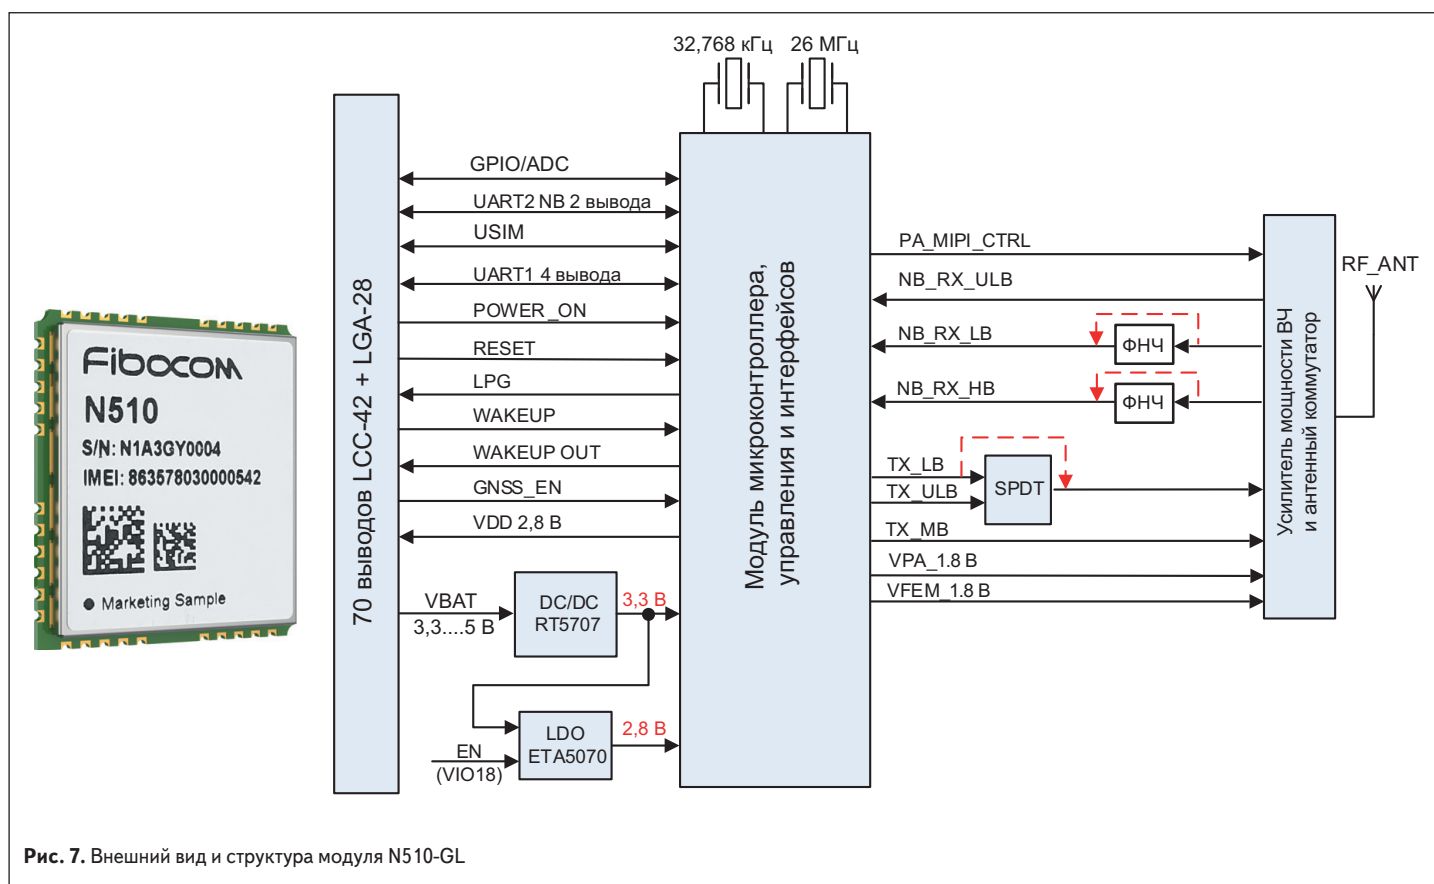 32,768 кГц
26 МГц
GPIO/ADC
UART2 NB 2 вывода
USIM
UART1 4 вывода
POWER_ON
RESET
LPG
WAKEUP
WAKEUP OUT
GNSS_EN
VDD 2,8 В
VBAT
3,3....5 В
DC/DC
RT5707
3,3 В
LDO
ETA5070
2,8 В
EN
(VIO18)
70 выводов LCC-42 + LGA-28
Модуль микроконтроллера,
управления и интерфейсов
PA_MIPI_CTRL
NB_RX_ULB
NB_RX_LB
ФНЧ
NB_RX_HB
ФНЧ
TX_LB
TX_ULB
SPDT
TX_MB
VPA_1.8 В
VFEM_1.8 В
Усилитель мощности ВЧ
и антенный коммутатор
RF_ANT
Fibocom
N510
S/N: N1A3GY0004
IMEI: 863578030000542
Marketing Sample
Рис. 7. Внешний вид и структура модуля N510-GL